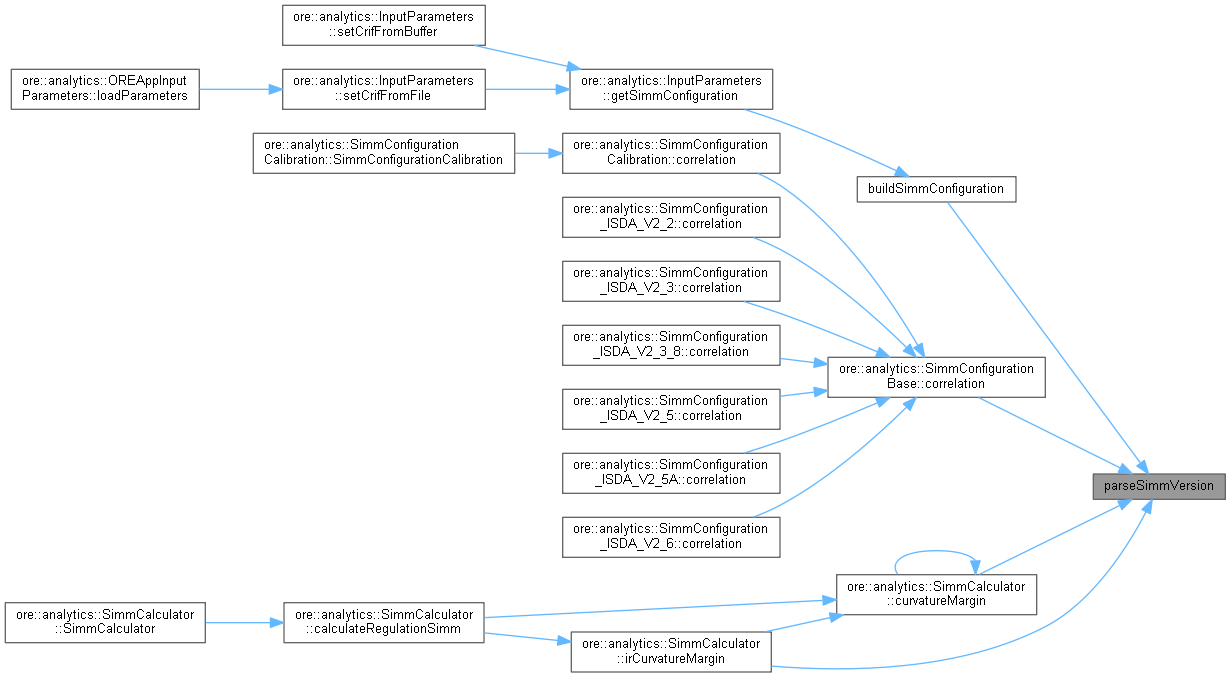 ore::analytics::InputParameters
::setCrifFromBuffer
ore::analytics::OREAppInput
Parameters::loadParameters
ore::analytics::InputParameters
::setCrifFromFile
ore::analytics::InputParameters
::getSimmConfiguration
ore::analytics::SimmConfiguration
Calibration::SimmConfigurationCalibration
ore::analytics::SimmConfiguration
Calibration::correlation
buildSimmConfiguration
ore::analytics::SimmConfiguration
_ISDA_V2_2::correlation
ore::analytics::SimmConfiguration
_ISDA_V2_3::correlation
ore::analytics::SimmConfiguration
_ISDA_V2_3_8::correlation
ore::analytics::SimmConfiguration
Base::correlation
ore::analytics::SimmConfiguration
_ISDA_V2_5::correlation
ore::analytics::SimmConfiguration
_ISDA_V2_5A::correlation
parseSimmVersion
ore::analytics::SimmConfiguration
_ISDA_V2_6::correlation
ore::analytics::SimmCalculator
::curvatureMargin
ore::analytics::SimmCalculator
::SimmCalculator
ore::analytics::SimmCalculator
::calculateRegulationSimm
ore::analytics::SimmCalculator
::irCurvatureMargin